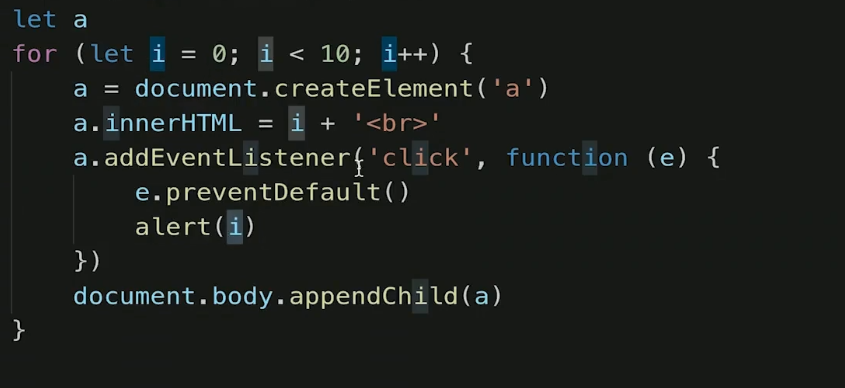 let a
for (let i = 0; i < 10; i++) {
    a = document.createElement('a')
    a.innerHTML = i + '<br>'
    a.addEventListener('click', function (e) {
        e.preventDefault()
        alert(i)
    })
    document.body.appendChild(a)
}